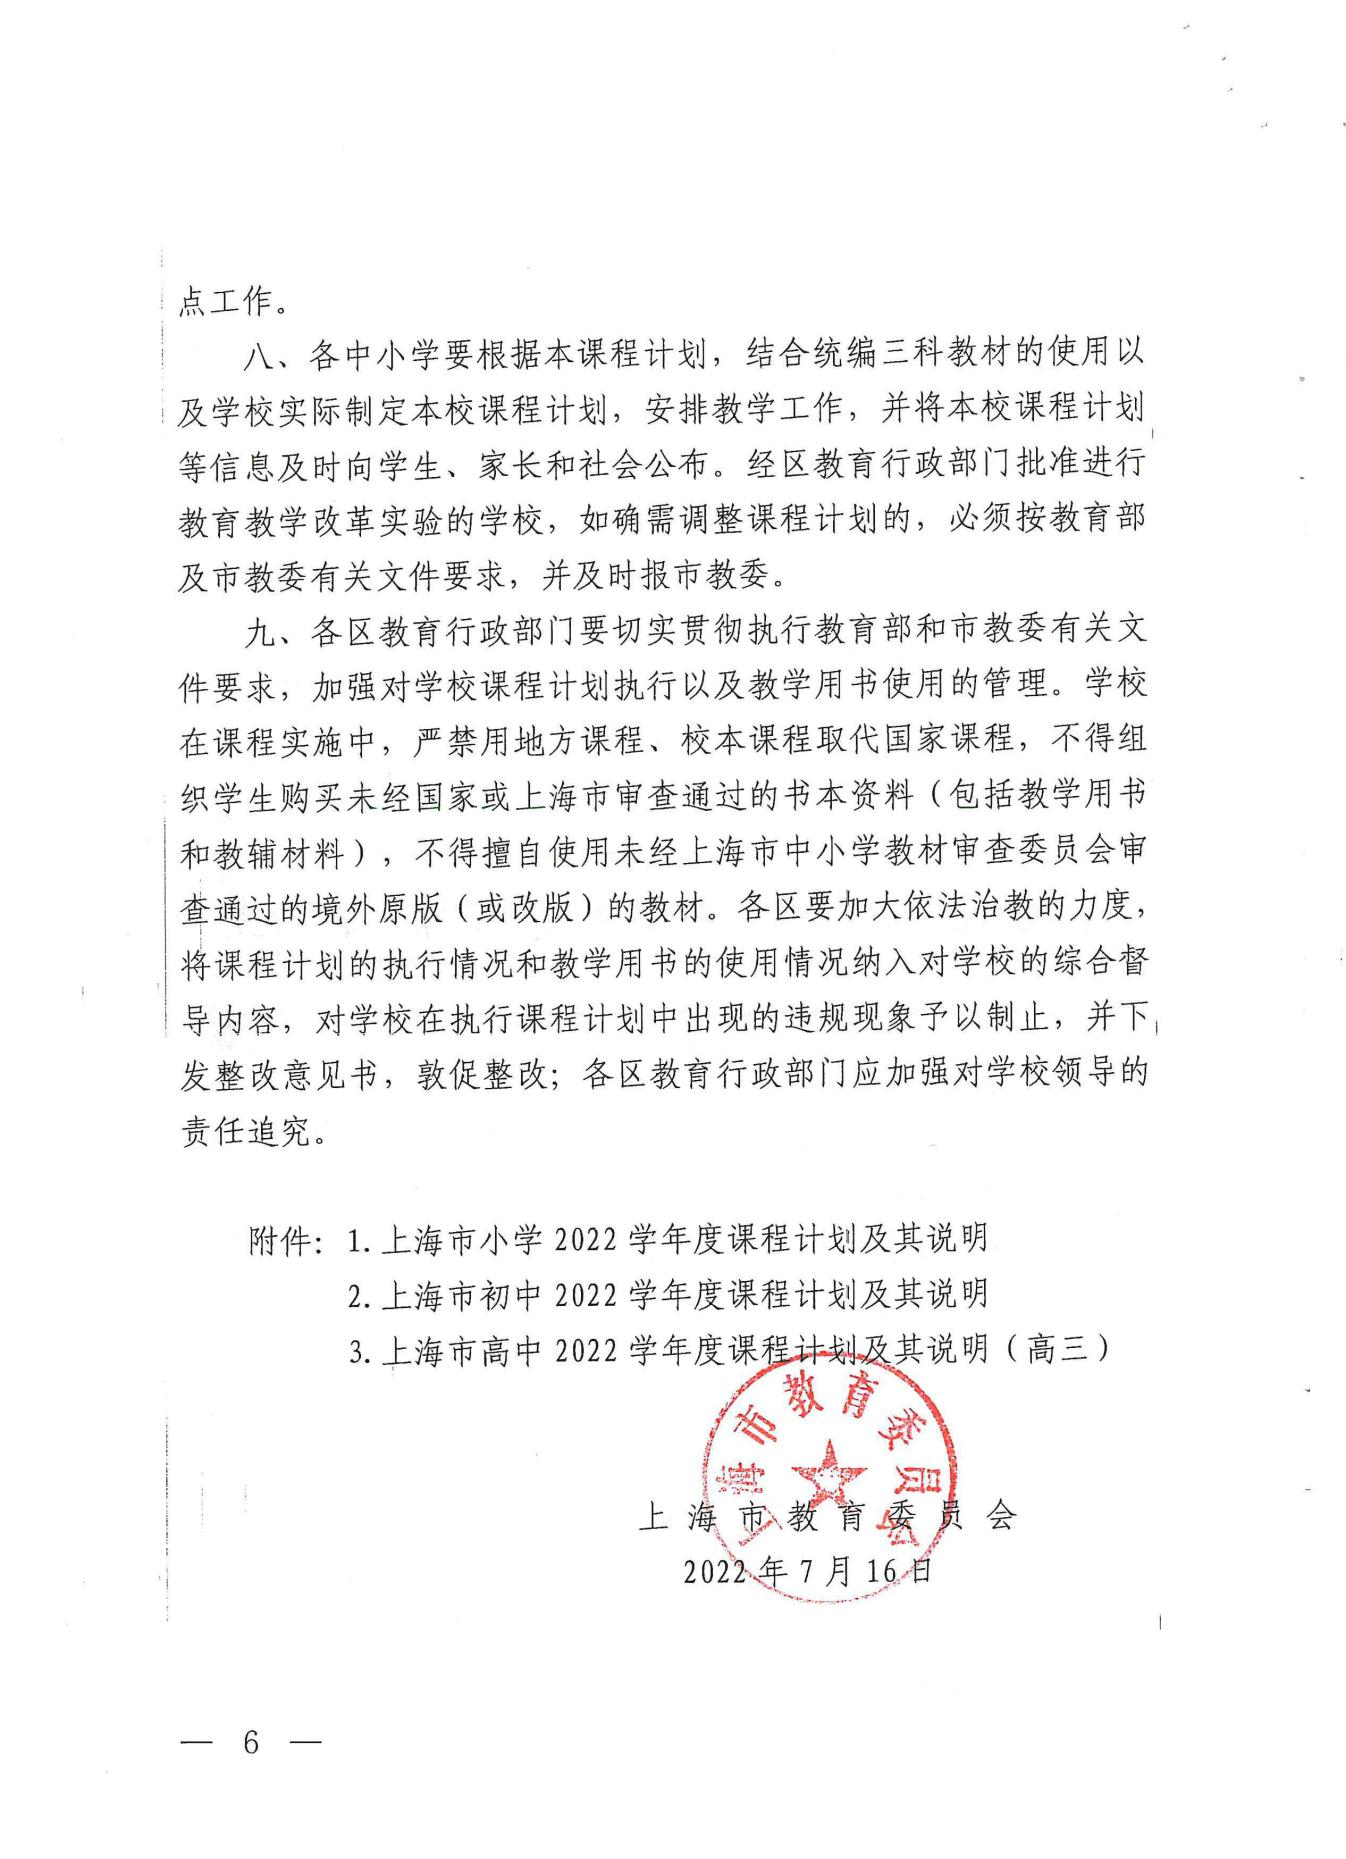 点工作。
八、各中小学要根据本课程计划，结合统编三科教材的使用以
及学校实际制定本校课程计划，安排教学工作，并将本校课程计划
等信息及时向学生、家长和社会公布。经区教育行政部门批准进行
教育教学改革实验的学校，如确需调整课程计划的，必须按教育部
及市教委有关文件要求，并及时报市教委。
九、各区教育行政部门要切实贯彻执行教育部和市教委有关文
件要求，加强对学校课程计划执行以及教学用书使用的管理。学校
在课程实施中，严禁用地方课程、校本课程取代国家课程，不得组
织学生购买未经国家或上海市审查通过的书本资料（包括教学用书
和教辅材料），不得擅自使用未经上海市中小学教材审查委员会审
查通过的境外原版（或改版）的教材。各区要加大依法治教的力度，
将课程计划的执行情况和教学用书的使用情况纳入对学校的综合督
导内容，对学校在执行课程计划中出现的违规现象予以制止，并下
发整改意见书，敦促整改；各区教育行政部门应加强对学校领导的
责任追究。
附件：1.上海市小学 2022 学年度课程计划及其说明
2.上海市初中 2022 学年度课程计划及其说明
3.上海市高中 2022 学年度课程计划及其说明（高三）
上海市教育委员会
上海市教育委员会
2022 年 7 月 16 日
— 6 —